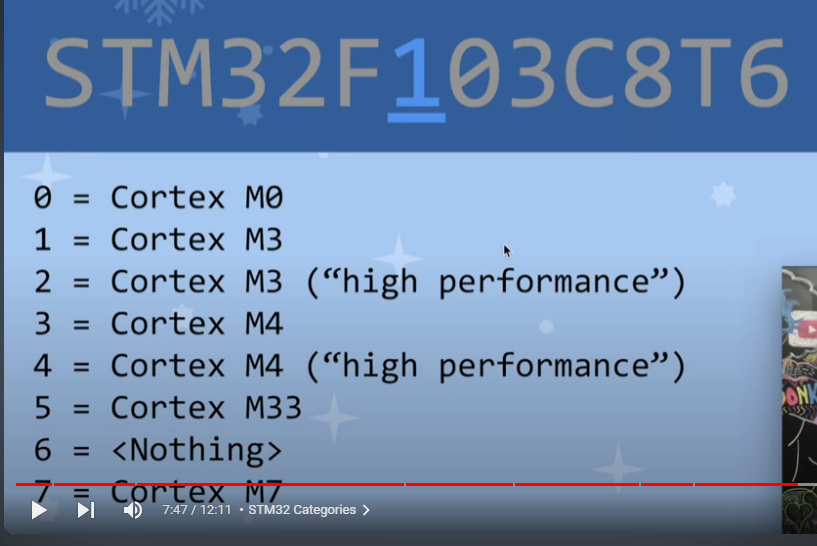 STM32F103C8T6
0 = Cortex M0
1 = Cortex M3
2 = Cortex M3 (“high performance”)
3 = Cortex M4
4 = Cortex M4 (“high performance”)
5 = Cortex M33
6 = <Nothing>
7 = Cortex M7
7:47 / 12:11 • STM32 Categories >